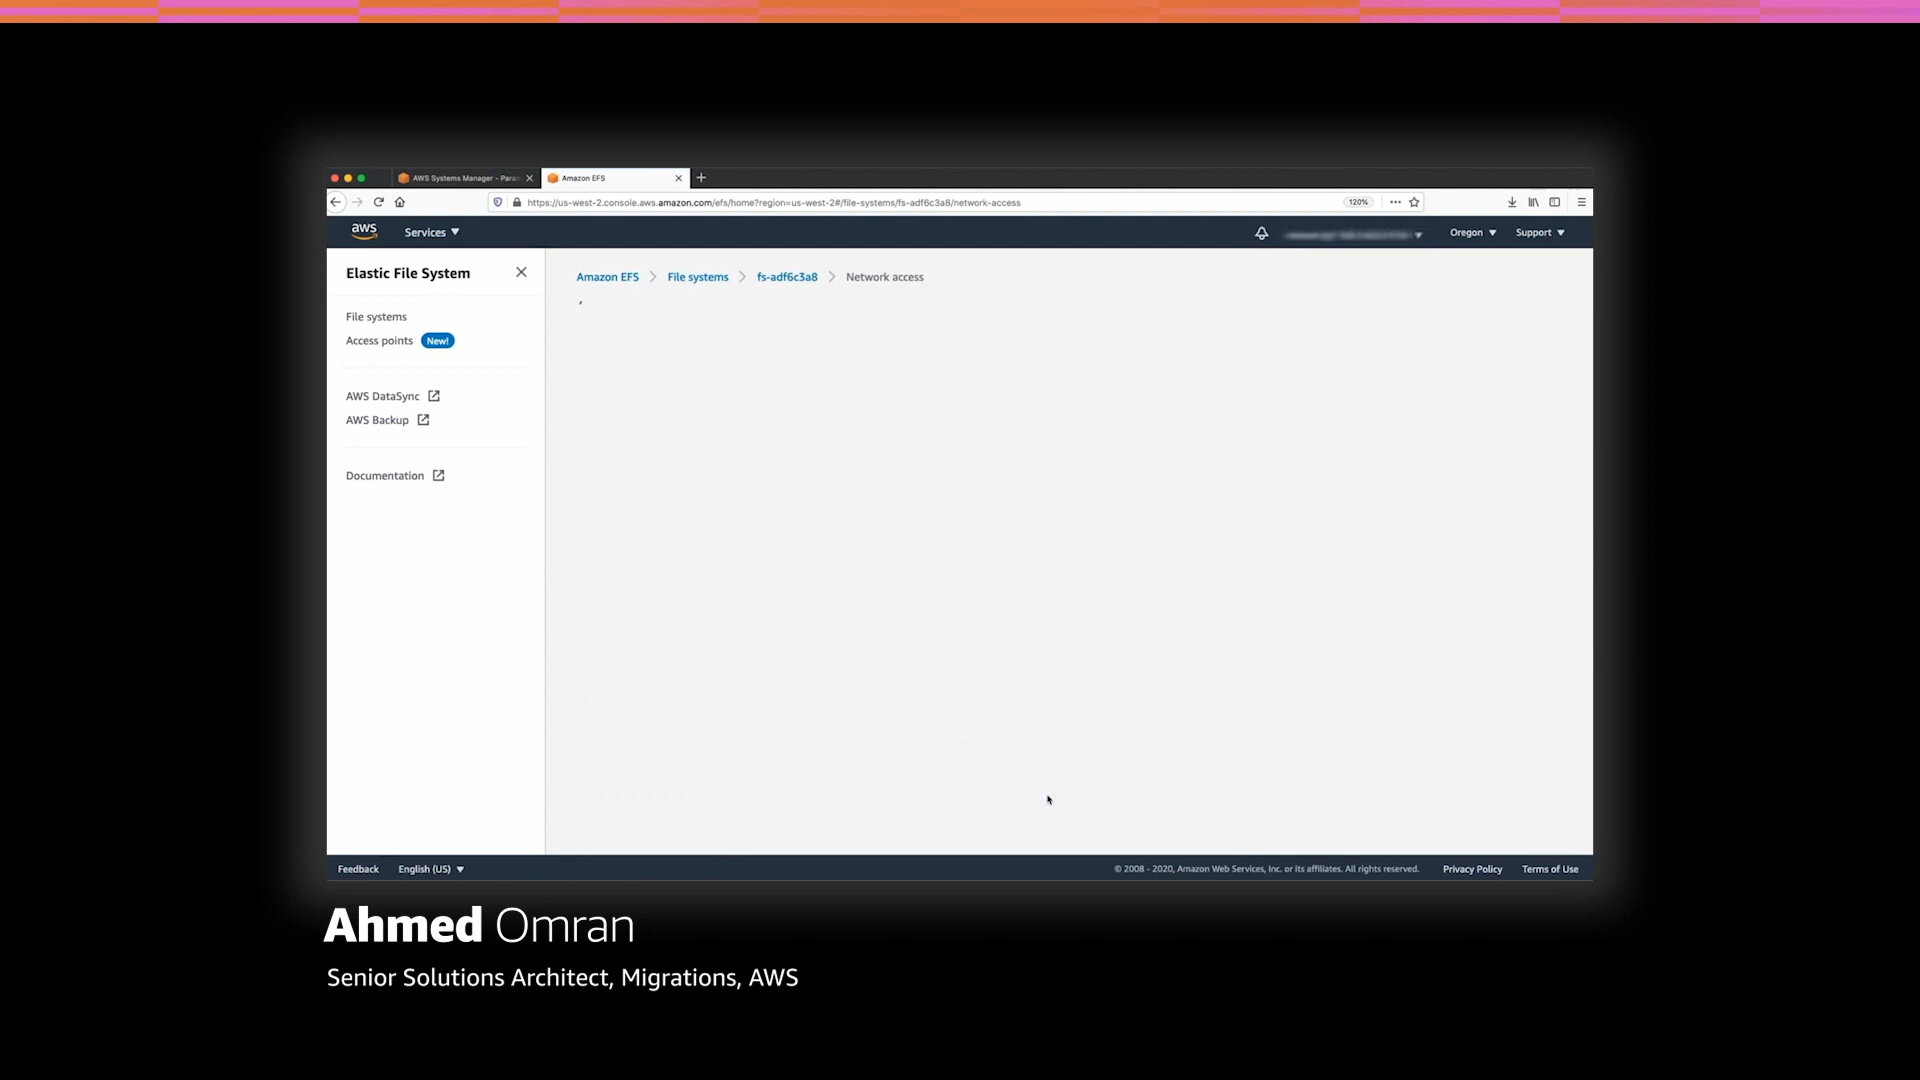 AWS Systems Manager - Para
Amazon EFS
https://us-west-2.console.aws.amazon.com/efs/home?region=us-west-2#/file-systems/fs-adf6c3a8/network-access
120%
aws
Services
Oregon
Support
Elastic File System
Amazon EFS
File systems
fs-adf6c3a8
Network access
File systems
Access points New!
AWS DataSync
AWS Backup
Documentation
Feedback
English (US)
© 2008 - 2020, Amazon Web Services, Inc. or its affiliates. All rights reserved.
Privacy Policy
Terms of Use
Ahmed Omran
Senior Solutions Architect, Migrations, AWS